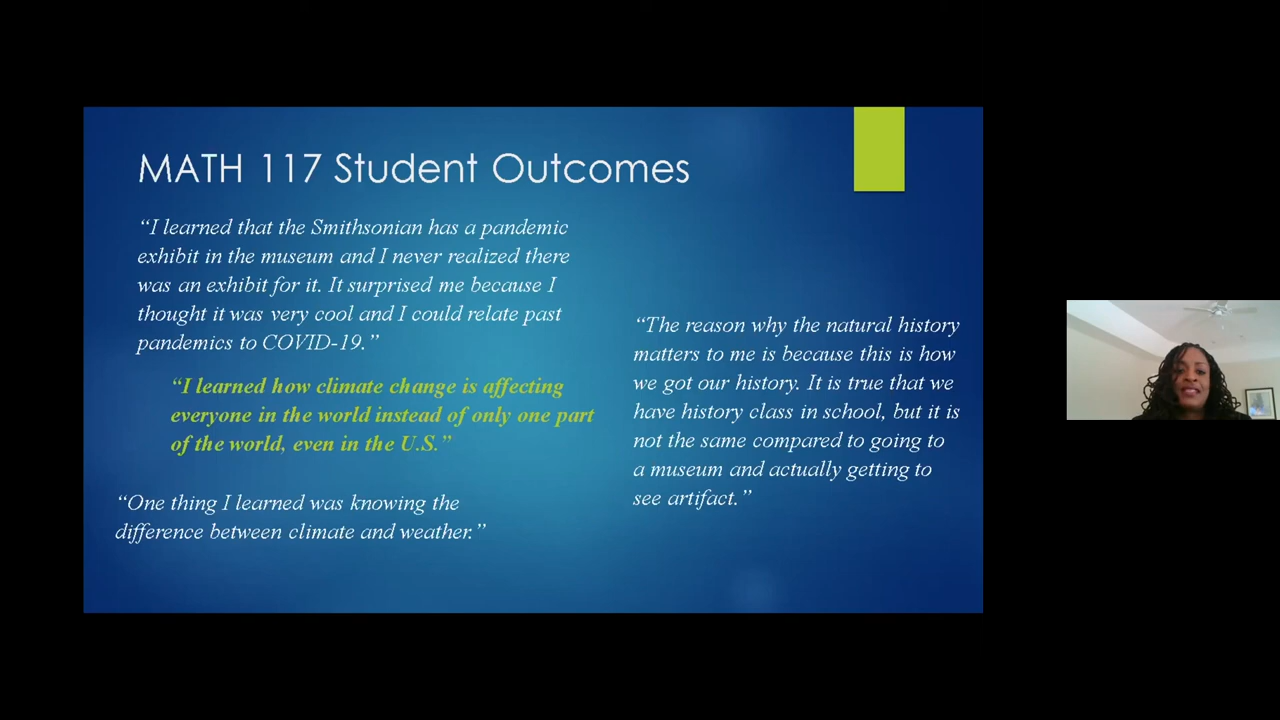 MATH 117 Student Outcomes
“I learned that the Smithsonian has a pandemic
exhibit in the museum and I never realized there
was an exhibit for it. It surprised me because I
thought it was very cool and I could relate past
pandemics to COVID-19.”
“I learned how climate change is affecting
everyone in the world instead of only one part
of the world, even in the U.S.”
“One thing I learned was knowing the
difference between climate and weather.”
“The reason why the natural history
matters to me is because this is how
we got our history. It is true that we
have history class in school, but it is
not the same compared to going to
a museum and actually getting to
see artifact.”